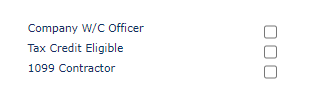 Company W/C Officer
Tax Credit Eligible
1099 Contractor